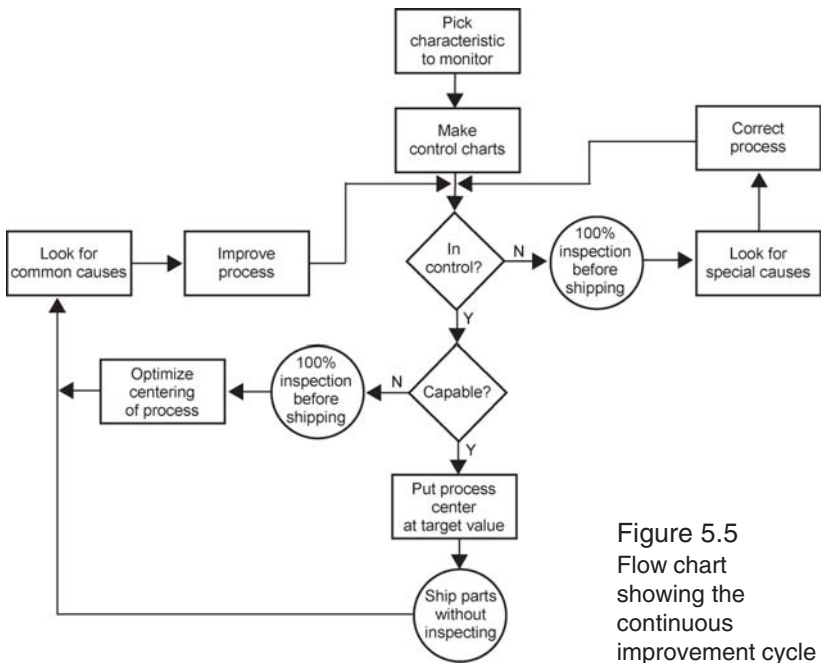 Pick
characteristic
to monitor
Make
control charts
Correct
process
Look for
common causes
Improve
process
In
control?
N
100%
inspection
before
shipping
Look for
special causes
Y
Optimize
centering
of process
100%
inspection
before
shipping
N
Capable?
Y
Put process
center
at target value
Ship parts
without
inspecting
Figure 5.5
Flow chart
showing the
continuous
improvement cycle